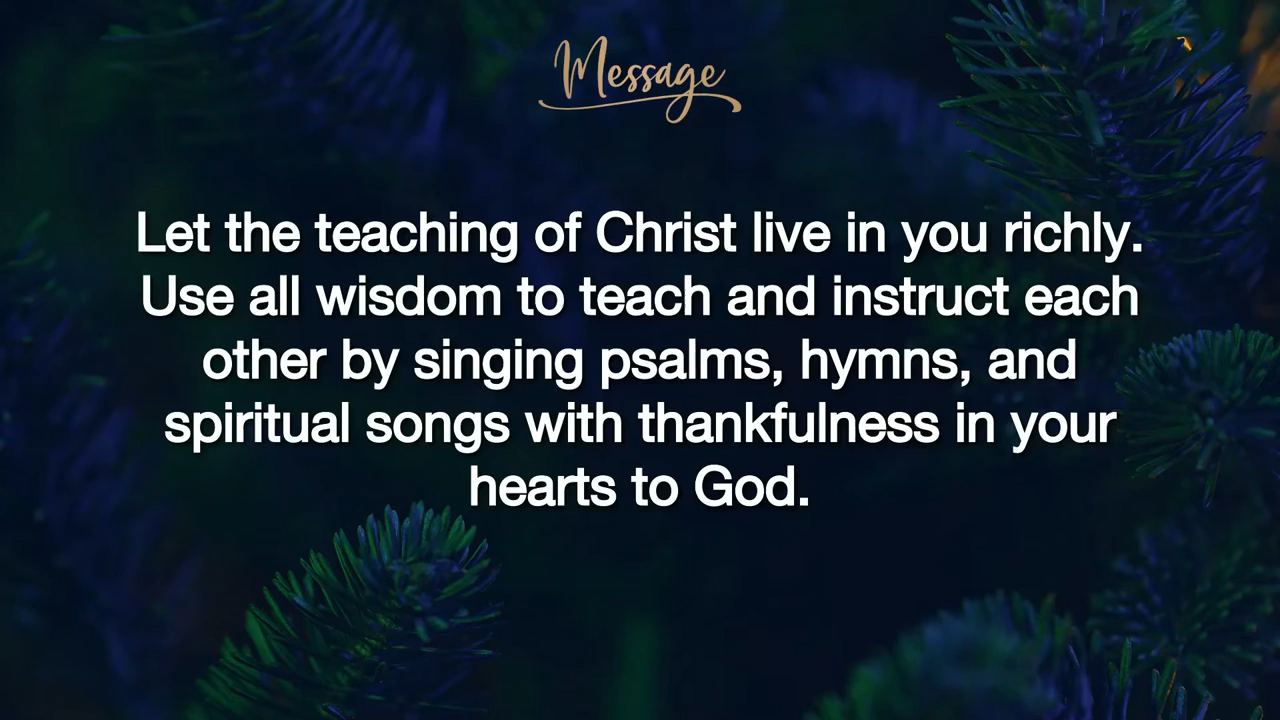 Message
Let the teaching of Christ live in you richly.
Use all wisdom to teach and instruct each
other by singing psalms, hymns, and
spiritual songs with thankfulness in your
hearts to God.